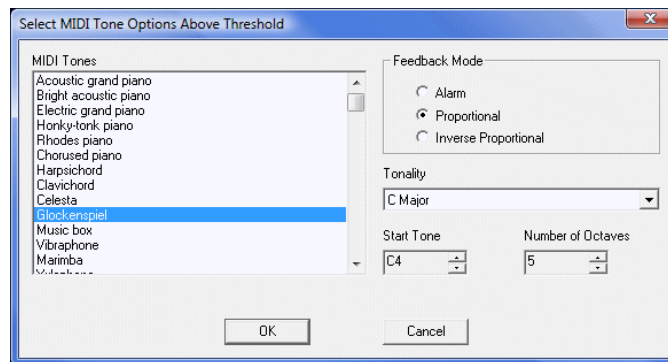 Select MIDI Tone Options Above Threshold
MIDI Tones
Acoustic grand piano
Bright acoustic piano
Electric grand piano
Honky-tonk piano
Rhodes piano
Chorused piano
Harpsichord
Clavichord
Celesta
Glockenspiel
Music box
Vibraphone
Marimba
Feedback Mode
Alarm
Proportional
Inverse Proportional
Tonality
C Major
Start Tone
C4
Number of Octaves
5
OK
Cancel